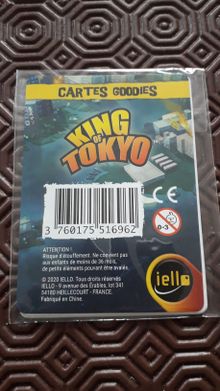 CARTES GOODIES
KING
OF
TOKYO
3 760175 516962
CE
0-3
ATTENTION !
Risque d'étouffement. Ne convient pas
aux enfants de moins de 36 mois,
de petits éléments pouvant être avalés.
iello
© 2020 IELLO. Tous droits réservés
IELLO - 9 avenue des Érables, lot 341
54180 HEILLECOURT - FRANCE.
Fabriqué en Chine.